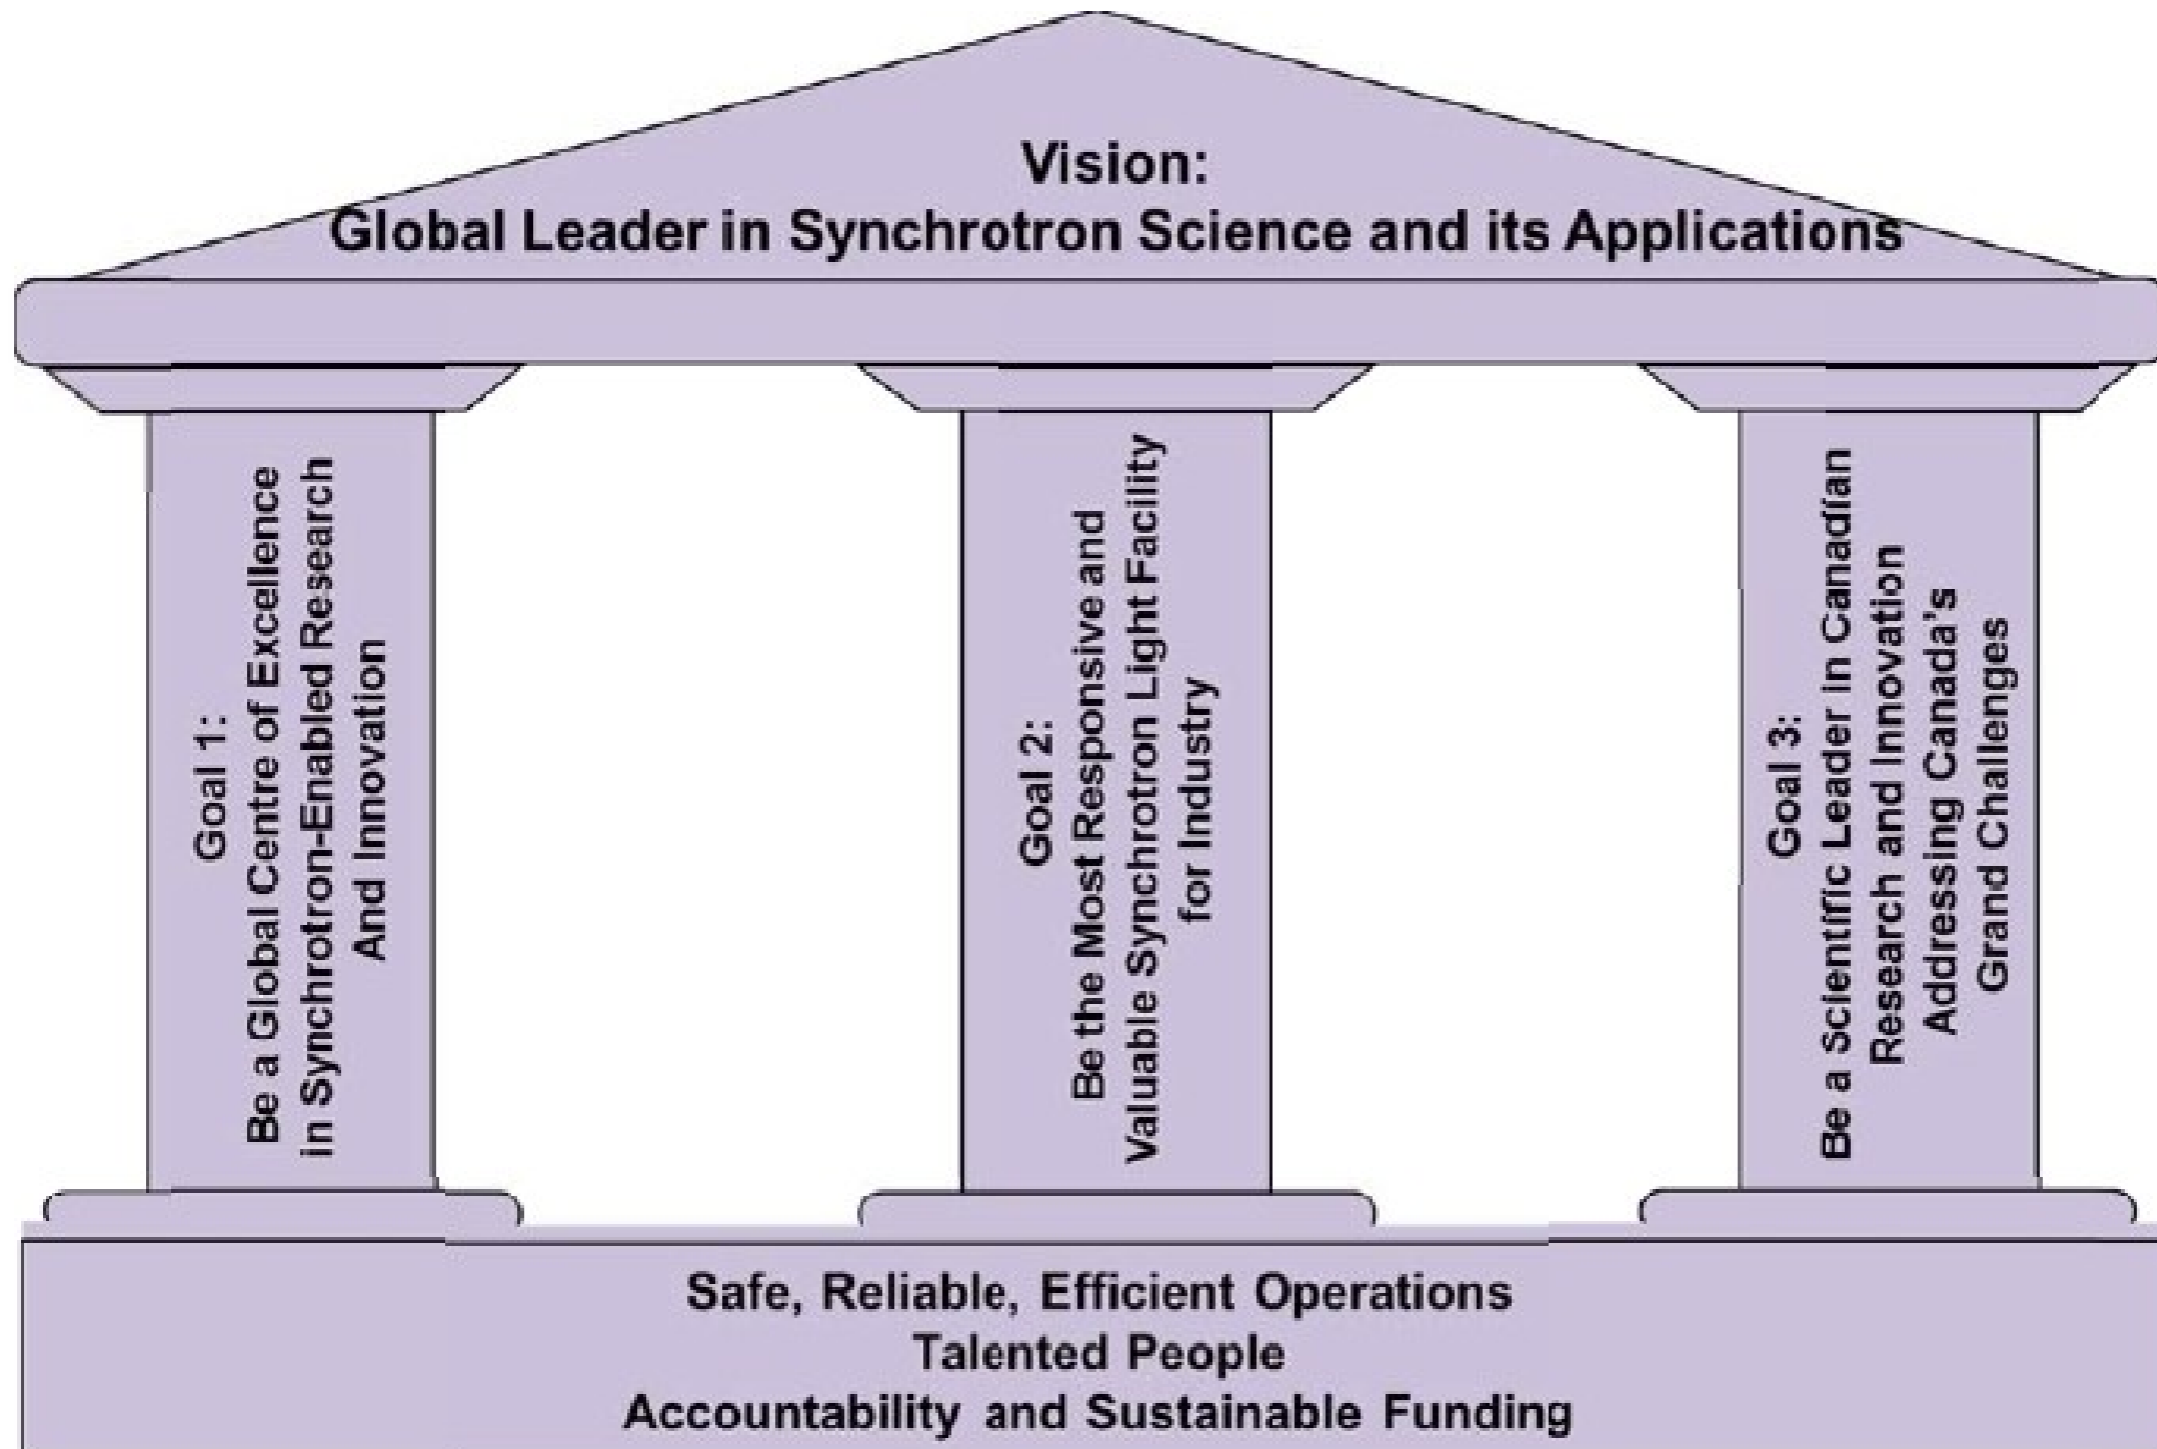 Vision:
Global Leader in Synchrotron Science and its Applications
Goal 1:
Be a Global Centre of Excellence
in Synchrotron-Enabled Research
And Innovation
Goal 2:
Be the Most Responsive and
Valuable Synchrotron Light Facility
for Industry
Goal 3:
Be a Scientific Leader in Canadian
Research and Innovation
Addressing Canada's
Grand Challenges
Safe, Reliable, Efficient Operations
Talented People
Accountability and Sustainable Funding